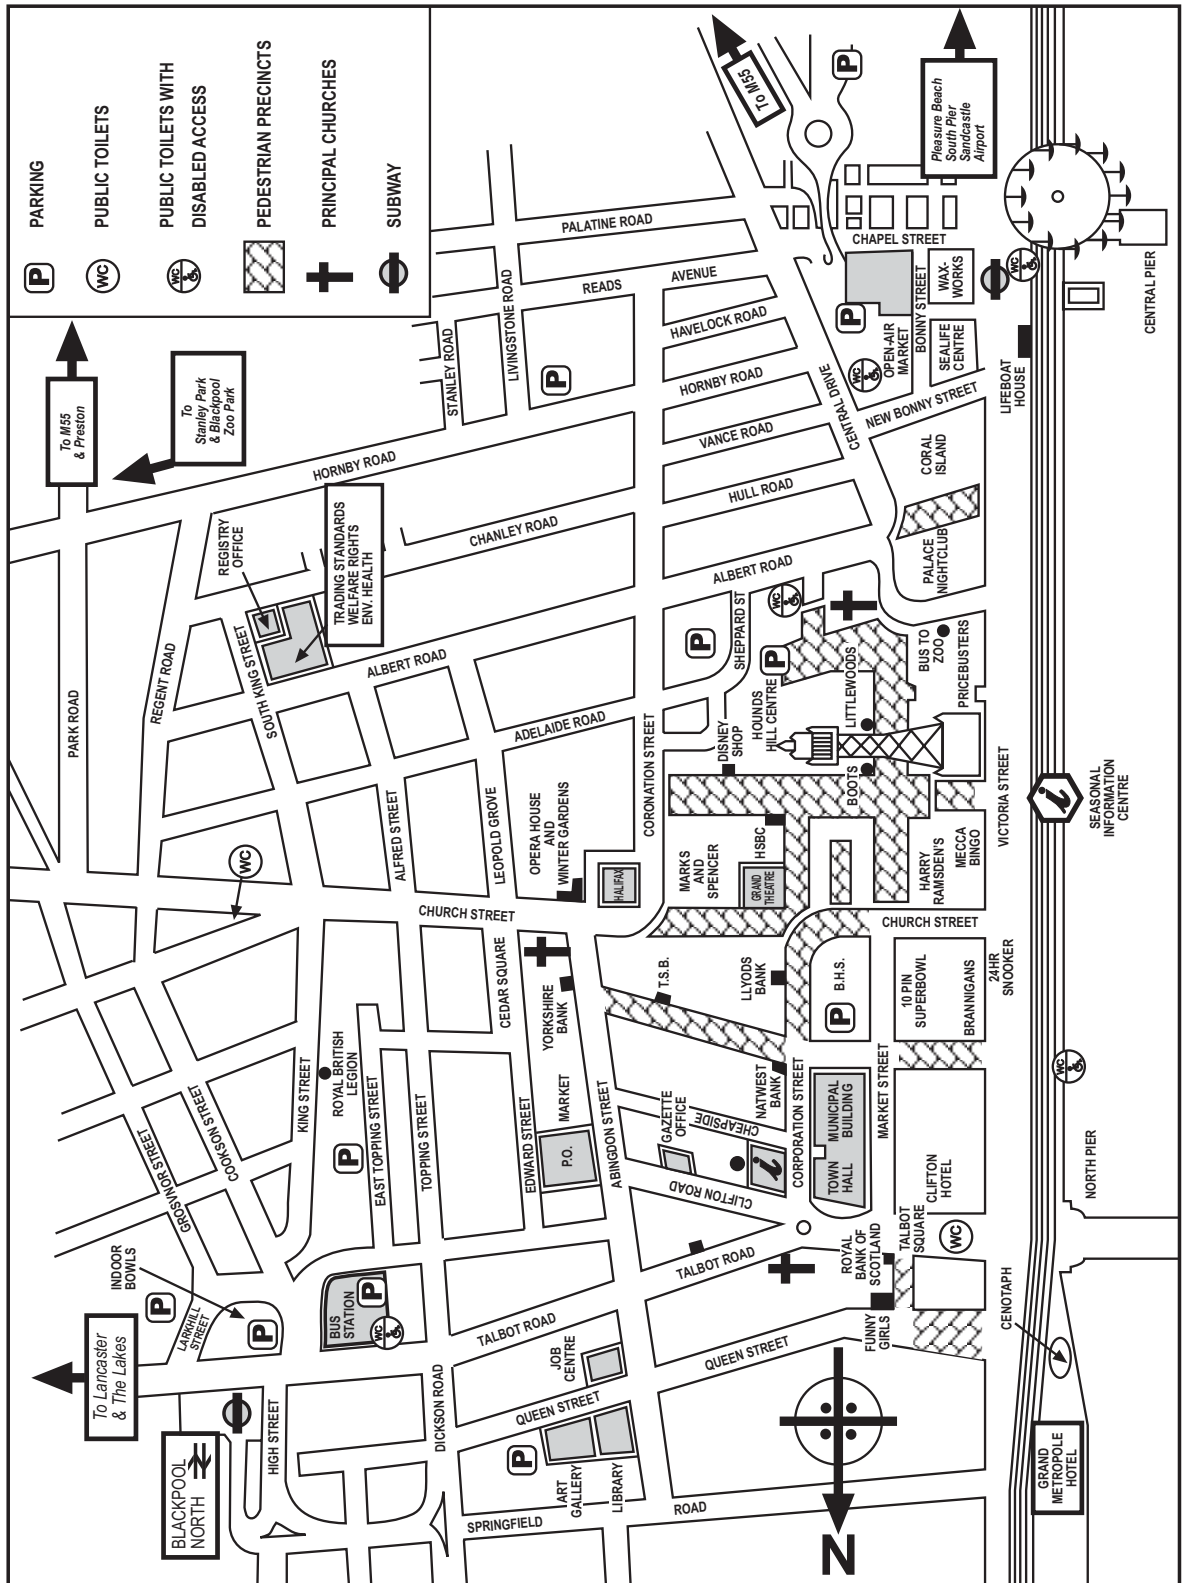 PARKING
PUBLIC TOILETS
PUBLIC TOILETS WITH
DISABLED ACCESS
PEDESTRIAN PRECINCTS
PRINCIPAL CHURCHES
SUBWAY
P
WC
WC
To M55
& Preston
To
Stanley Park
& Blackpool
Zoo Park
To M55
P
Pleasure Beach
South Pier
Sandcastle
Airport
PALATINE ROAD
CHAPEL STREET
READS
AVENUE
LIVINGSTONE ROAD
STANLEY ROAD
HAVELOCK ROAD
HORNBY ROAD
VANCE ROAD
HULL ROAD
CENTRAL DRIVE
P
P
WC
OPEN-AIR
MARKET
BONNY STREET
WAX-
WORKS
SEALIFE
CENTRE
WC
CENTRAL PIER
LIFEBOAT
HOUSE
NEW BONNY STREET
CORAL
ISLAND
PALACE
NIGHTCLUB
HORNBY ROAD
CHANLEY ROAD
REGISTRY
OFFICE
TRADING STANDARDS
WELFARE RIGHTS
ENV. HEALTH
ALBERT ROAD
ALBERT ROAD
SOUTH KING STREET
REGENT ROAD
PARK ROAD
ADELAIDE ROAD
CORONATION STREET
SHEPPARD ST
P
WC
P
HOUNDS
HILL CENTRE
DISNEY
SHOP
LITTLEWOODS
BOOTS
BUS TO
ZOO
PRICEBUSTERS
VICTORIA STREET
i
SEASONAL
INFORMATION
CENTRE
ALFRED STREET
LEOPOLD GROVE
OPERA HOUSE
AND
WINTER GARDENS
HALIFAX
MARKS
AND
SPENCER
HSBC
GRAND
THEATRE
HARRY
RAMSDEN'S
MECCA
BINGO
WC
CHURCH STREET
CHURCH STREET
CEDAR SQUARE
YORKSHIRE
BANK
T.S.B.
LLYODS
BANK
B.H.S.
P
10 PIN
SUPERBOWL
BRANNIGANS
24HR
SNOOKER
WC
KING STREET
ROYAL BRITISH
LEGION
P
EAST TOPPING STREET
TOPPING STREET
EDWARD STREET
MARKET
P.O.
ABINGDON STREET
GAZETTE
OFFICE
CHEAPSIDE
NATWEST
BANK
i
CORPORATION STREET
TOWN
HALL
MUNICIPAL
BUILDING
MARKET STREET
CLIFTON
HOTEL
NORTH PIER
COOKSON STREET
GROSVNOR STREET
CLIFTON ROAD
TALBOT ROAD
ROYAL
BANK OF
SCOTLAND
TALBOT
SQUARE
WC
INDOOR
BOWLS
P
LARKHILL
STREET
P
BUS
STATION
P
WC
TALBOT ROAD
JOB
CENTRE
QUEEN STREET
QUEEN STREET
FUNNY
GIRLS
CENOTAPH
To Lancaster
& The Lakes
BLACKPOOL
NORTH
HIGH STREET
DICKSON ROAD
P
ART
GALLERY
LIBRARY
SPRINGFIELD
ROAD
N
GRAND
METROPOLE
HOTEL